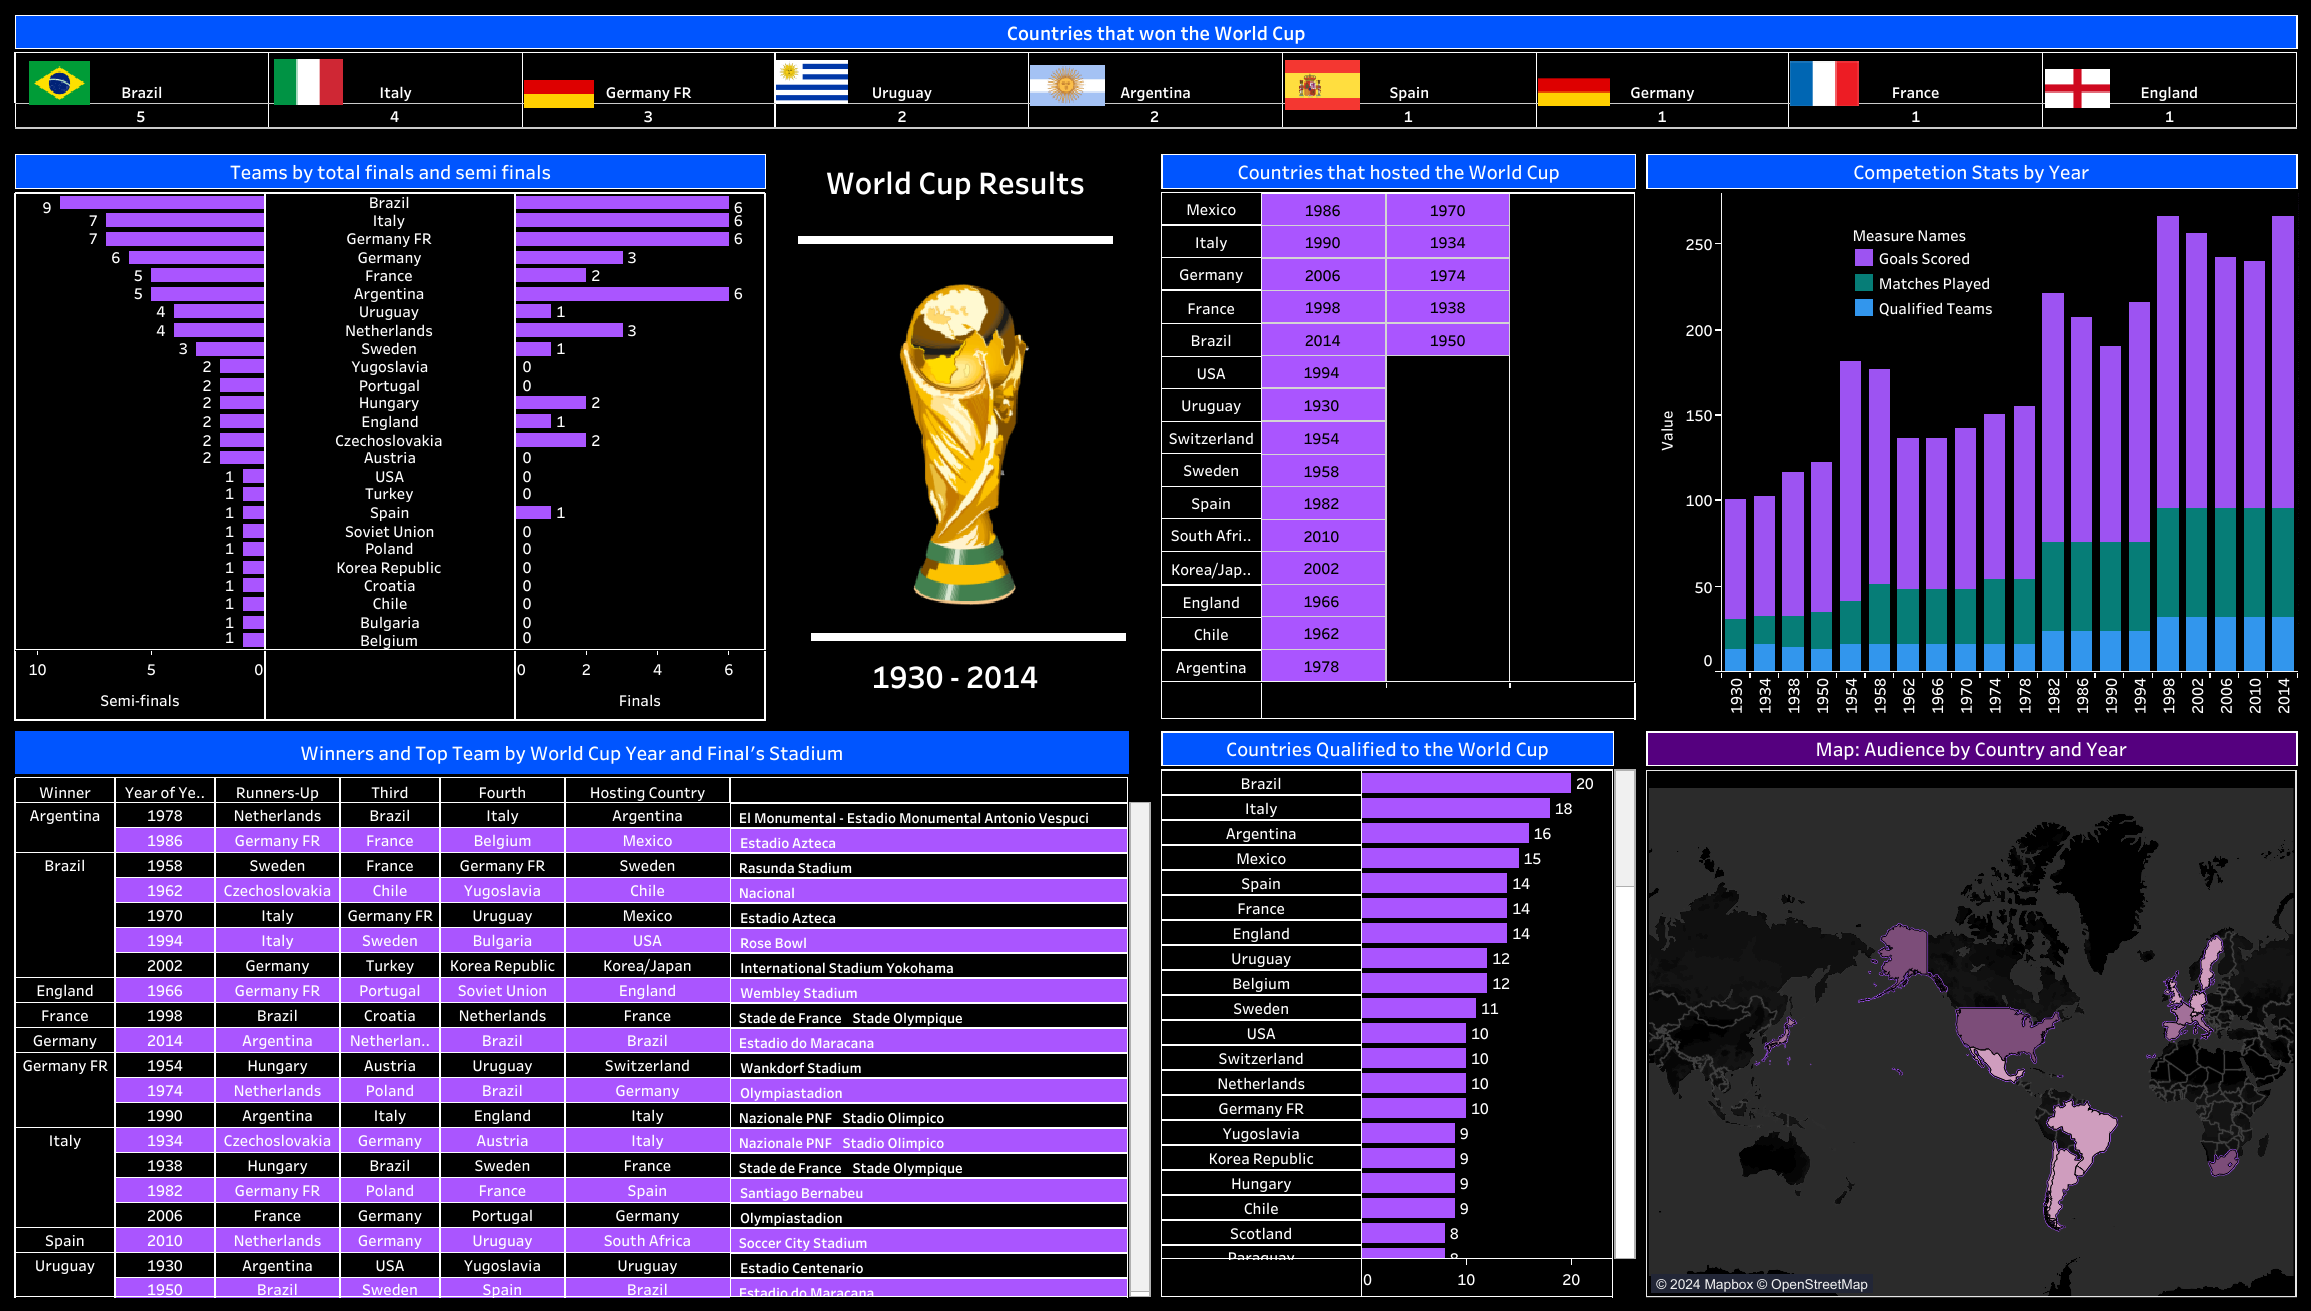 Countries that won the World Cup
Brazil Italy Germany FR Uruguay Argentina Spain Germany France England
5 4 3 2 2 1 1 1 1
Teams by total finals and semi finals
9 Brazil 6
7 Italy 6
7 Germany FR 6
6 Germany 3
5 France 2
5 Argentina 6
4 Uruguay 1
4 Netherlands 3
3 Sweden 1
2 Yugoslavia 0
2 Portugal 0
2 Hungary 2
2 England 1
2 Czechoslovakia 2
2 Austria 0
1 USA 0
1 Turkey 0
1 Spain 1
1 Soviet Union 0
1 Poland 0
1 Korea Republic 0
1 Croatia 0
1 Chile 0
1 Bulgaria 0
1 Belgium 0
10 5 0 0 2 4 6
Semi-finals Finals
World Cup Results
1930 - 2014
Countries that hosted the World Cup
Mexico 1986 1970
Italy 1990 1934
Germany 2006 1974
France 1998 1938
Brazil 2014 1950
USA 1994
Uruguay 1930
Switzerland 1954
Sweden 1958
Spain 1982
South Afri.. 2010
Korea/Jap.. 2002
England 1966
Chile 1962
Argentina 1978
Competetion Stats by Year
Measure Names
Goals Scored
Matches Played
Qualified Teams
Value
250
200
150
100
50
0
1930 1934 1938 1950 1954 1958 1962 1966 1970 1974 1978 1982 1986 1990 1994 1998 2002 2006 2010 2014
Winners and Top Team by World Cup Year and Final's Stadium
Winner Year of Ye.. Runners-Up Third Fourth Hosting Country
Argentina 1978 Netherlands Brazil Italy Argentina El Monumental - Estadio Monumental Antonio Vespuci
1986 Germany FR France Belgium Mexico Estadio Azteca
Brazil 1958 Sweden France Germany FR Sweden Rasunda Stadium
1962 Czechoslovakia Chile Yugoslavia Chile Nacional
1970 Italy Germany FR Uruguay Mexico Estadio Azteca
1994 Italy Sweden Bulgaria USA Rose Bowl
2002 Germany Turkey Korea Republic Korea/Japan International Stadium Yokohama
England 1966 Germany FR Portugal Soviet Union England Wembley Stadium
France 1998 Brazil Croatia Netherlands France Stade de France Stade Olympique
Germany 2014 Argentina Netherlan.. Brazil Brazil Estadio do Maracana
Germany FR 1954 Hungary Austria Uruguay Switzerland Wankdorf Stadium
1974 Netherlands Poland Brazil Germany Olympiastadion
1990 Argentina Italy England Italy Nazionale PNF Stadio Olimpico
Italy 1934 Czechoslovakia Germany Austria Italy Nazionale PNF Stadio Olimpico
1938 Hungary Brazil Sweden France Stade de France Stade Olympique
1982 Germany FR Poland France Spain Santiago Bernabeu
2006 France Germany Portugal Germany Olympiastadion
Spain 2010 Netherlands Germany Uruguay South Africa Soccer City Stadium
Uruguay 1930 Argentina USA Yugoslavia Uruguay Estadio Centenario
1950 Brazil Sweden Spain Brazil Estadio do Maracana
Countries Qualified to the World Cup
Brazil 20
Italy 18
Argentina 16
Mexico 15
Spain 14
France 14
England 14
Uruguay 12
Belgium 12
Sweden 11
USA 10
Switzerland 10
Netherlands 10
Germany FR 10
Yugoslavia 9
Korea Republic 9
Hungary 9
Chile 9
Scotland 8
Paraguay 8
0 10 20
Map: Audience by Country and Year
© 2024 Mapbox © OpenStreetMap